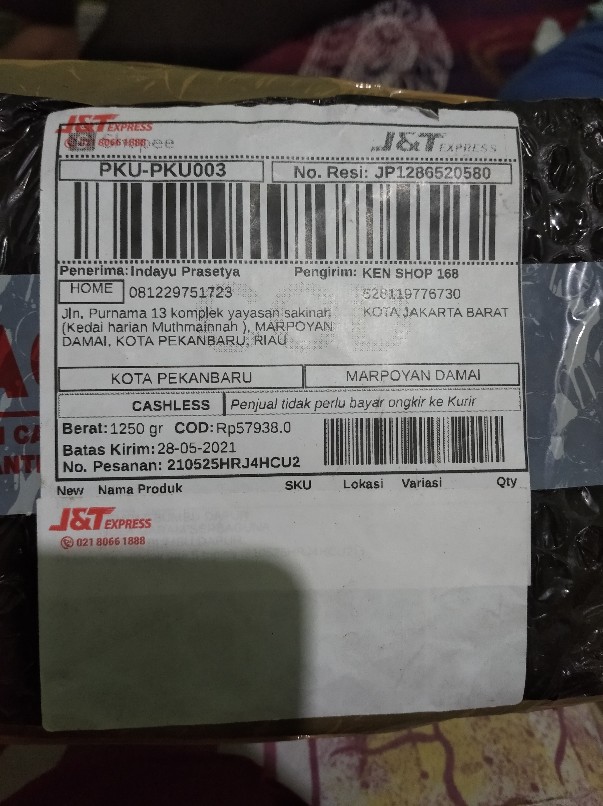 J&T EXPRESS
Shopee 8066 1888
J&T EXPRESS
PKU-PKU003 No. Resi: JP1286520580
Penerima: Indayu Prasetya Pengirim: KEN SHOP 168
HOME 081229751723 628119776730
Jln. Purnama 13 komplek yayasan sakinah KOTA JAKARTA BARAT
(Kedai harian Muthmainnah ), MARPOYAN
DAMAI, KOTA PEKANBARU, RIAU
KOTA PEKANBARU MARPOYAN DAMAI
CASHLESS Penjual tidak perlu bayar ongkir ke Kurir
Berat: 1250 gr COD: Rp57938.0
Batas Kirim: 28-05-2021
No. Pesanan: 210525HRJ4HCU2
New Nama Produk SKU Lokasi Variasi Qty
J&T EXPRESS
021 8066 1888